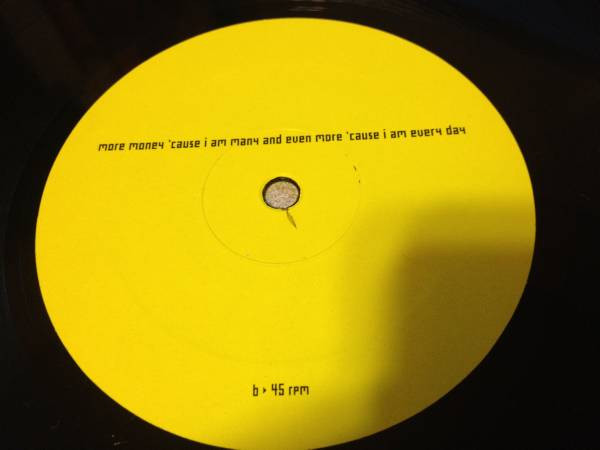 more money 'cause i am many and even more 'cause i am every day
b ▸ 45 rpm